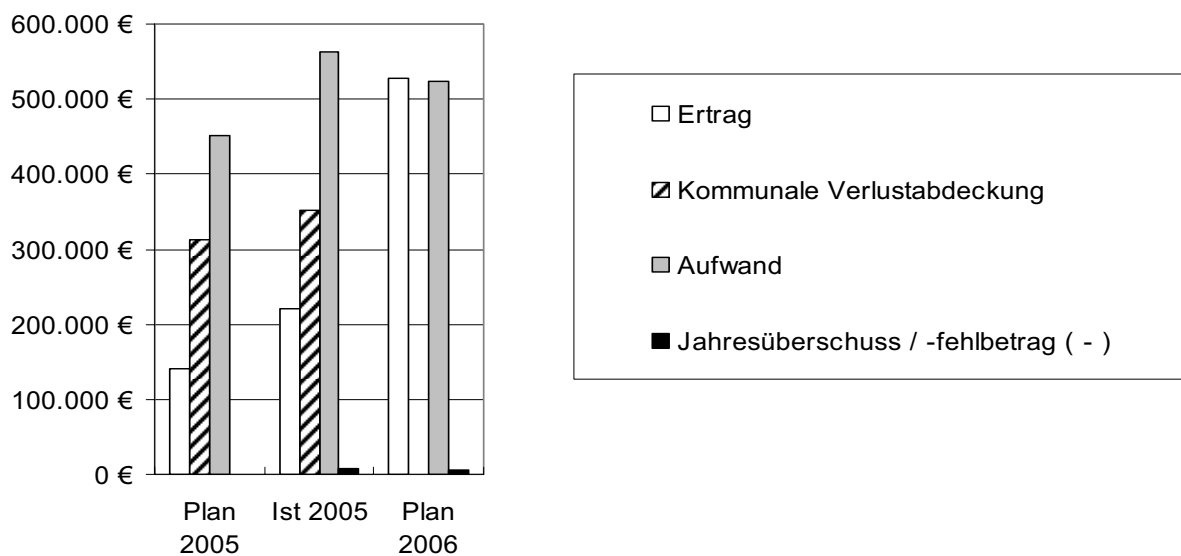 600.000 €
500.000 €
400.000 €
300.000 €
200.000 €
100.000 €
0 €
Plan
2005
Ist 2005
Plan
2006
Ertrag
Kommunale Verlustabdeckung
Aufwand
Jahresüberschuss / -fehlbetrag ( - )